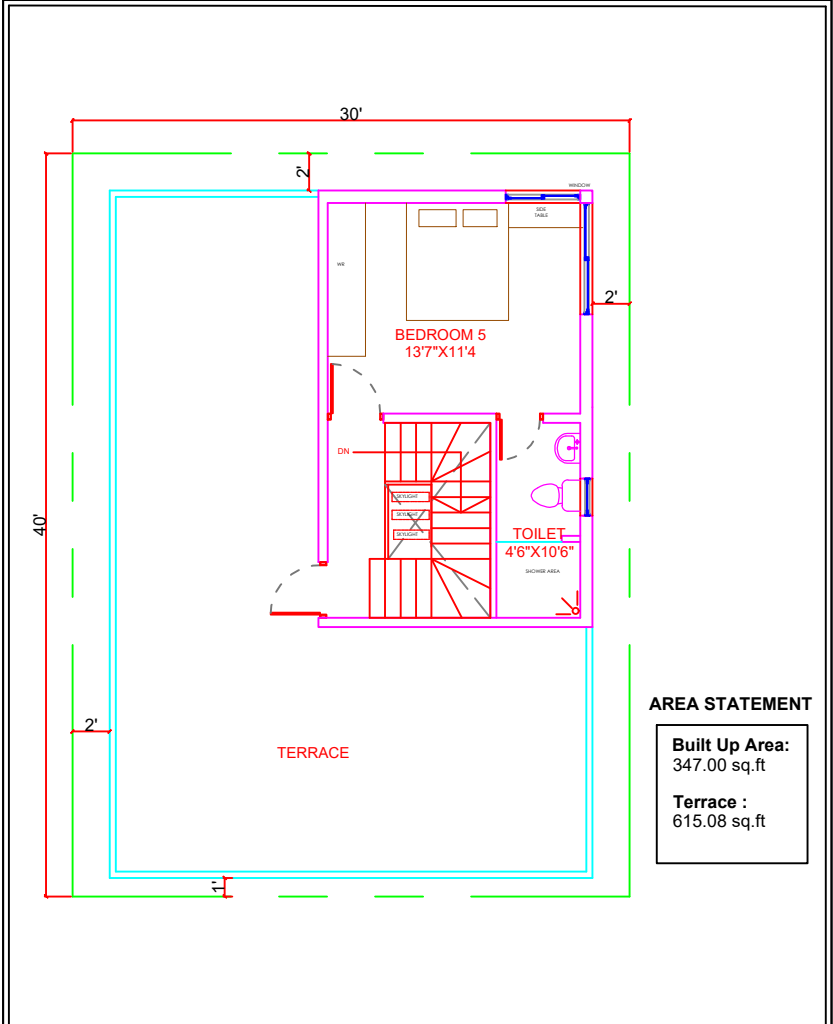 30'
2'
WINDOW
SIDE
TABLE
WR
2'
BEDROOM 5
13'7"X11'4
DN
SKYLIGHT
SKYLIGHT
SKYLIGHT
40'
TOILET
4'6"X10'6"
SHOWER AREA
2'
TERRACE
1'
AREA STATEMENT
Built Up Area:
347.00 sq.ft
Terrace :
615.08 sq.ft